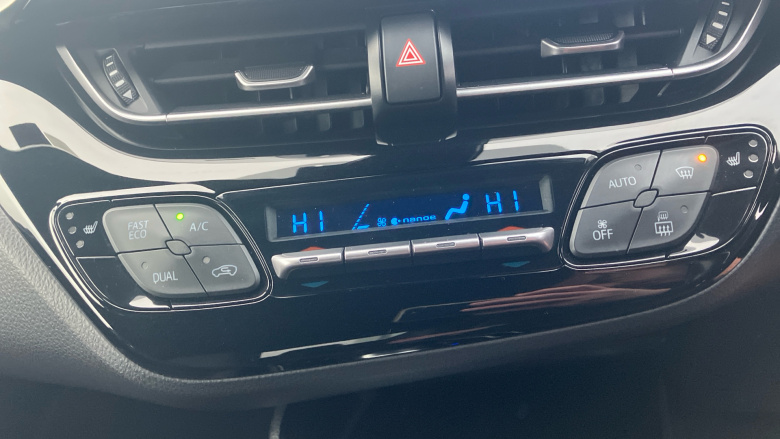 HI nanoe HI
FAST
ECO
A/C
DUAL
AUTO
OFF